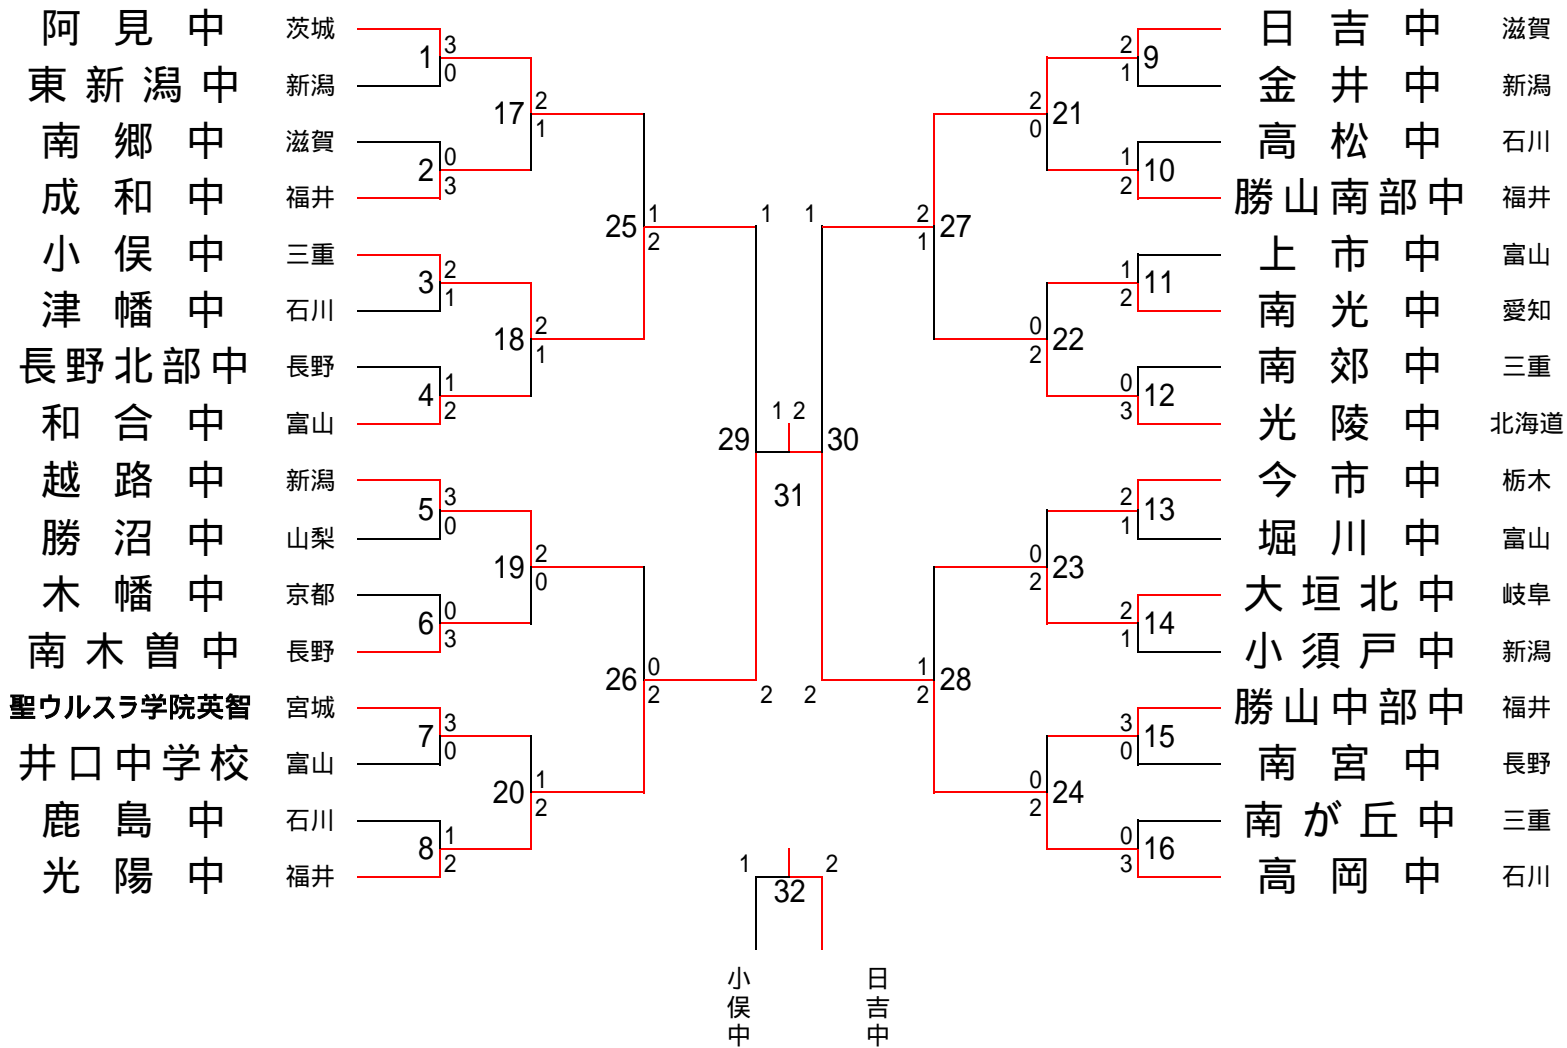 阿見中 茨城
東新潟中 新潟
南郷中 滋賀
成和中 福井
小俣中 三重
津幡中 石川
長野北部中 長野
和合中 富山
越路中 新潟
勝沼中 山梨
木幡中 京都
南木曽中 長野
聖ウルスラ学院英智 宮城
井口中学校 富山
鹿島中 石川
光陽中 福井
1 3 0
2 0 3
3 2 1
4 1 2
5 3 0
6 0 3
7 3 0
8 1 2
17 2 1
18 2 1
19 2 0
20 1 2
25 1 2
26 0 2
29 1 2
31 1 2
30 1 2
27 2 1
28 1 2
21 2 0
22 0 2
23 0 2
24 0 2
9 2 1
10 1 2
11 1 2
12 0 3
13 2 1
14 2 1
15 3 0
16 0 3
日吉中 滋賀
金井中 新潟
高松中 石川
勝山南部中 福井
上市中 富山
南光中 愛知
南郊中 三重
光陵中 北海道
今市中 栃木
堀川中 富山
大垣北中 岐阜
小須戸中 新潟
勝山中部中 福井
南宮中 長野
南が丘中 三重
高岡中 石川
1 32 2
小俣中
日吉中